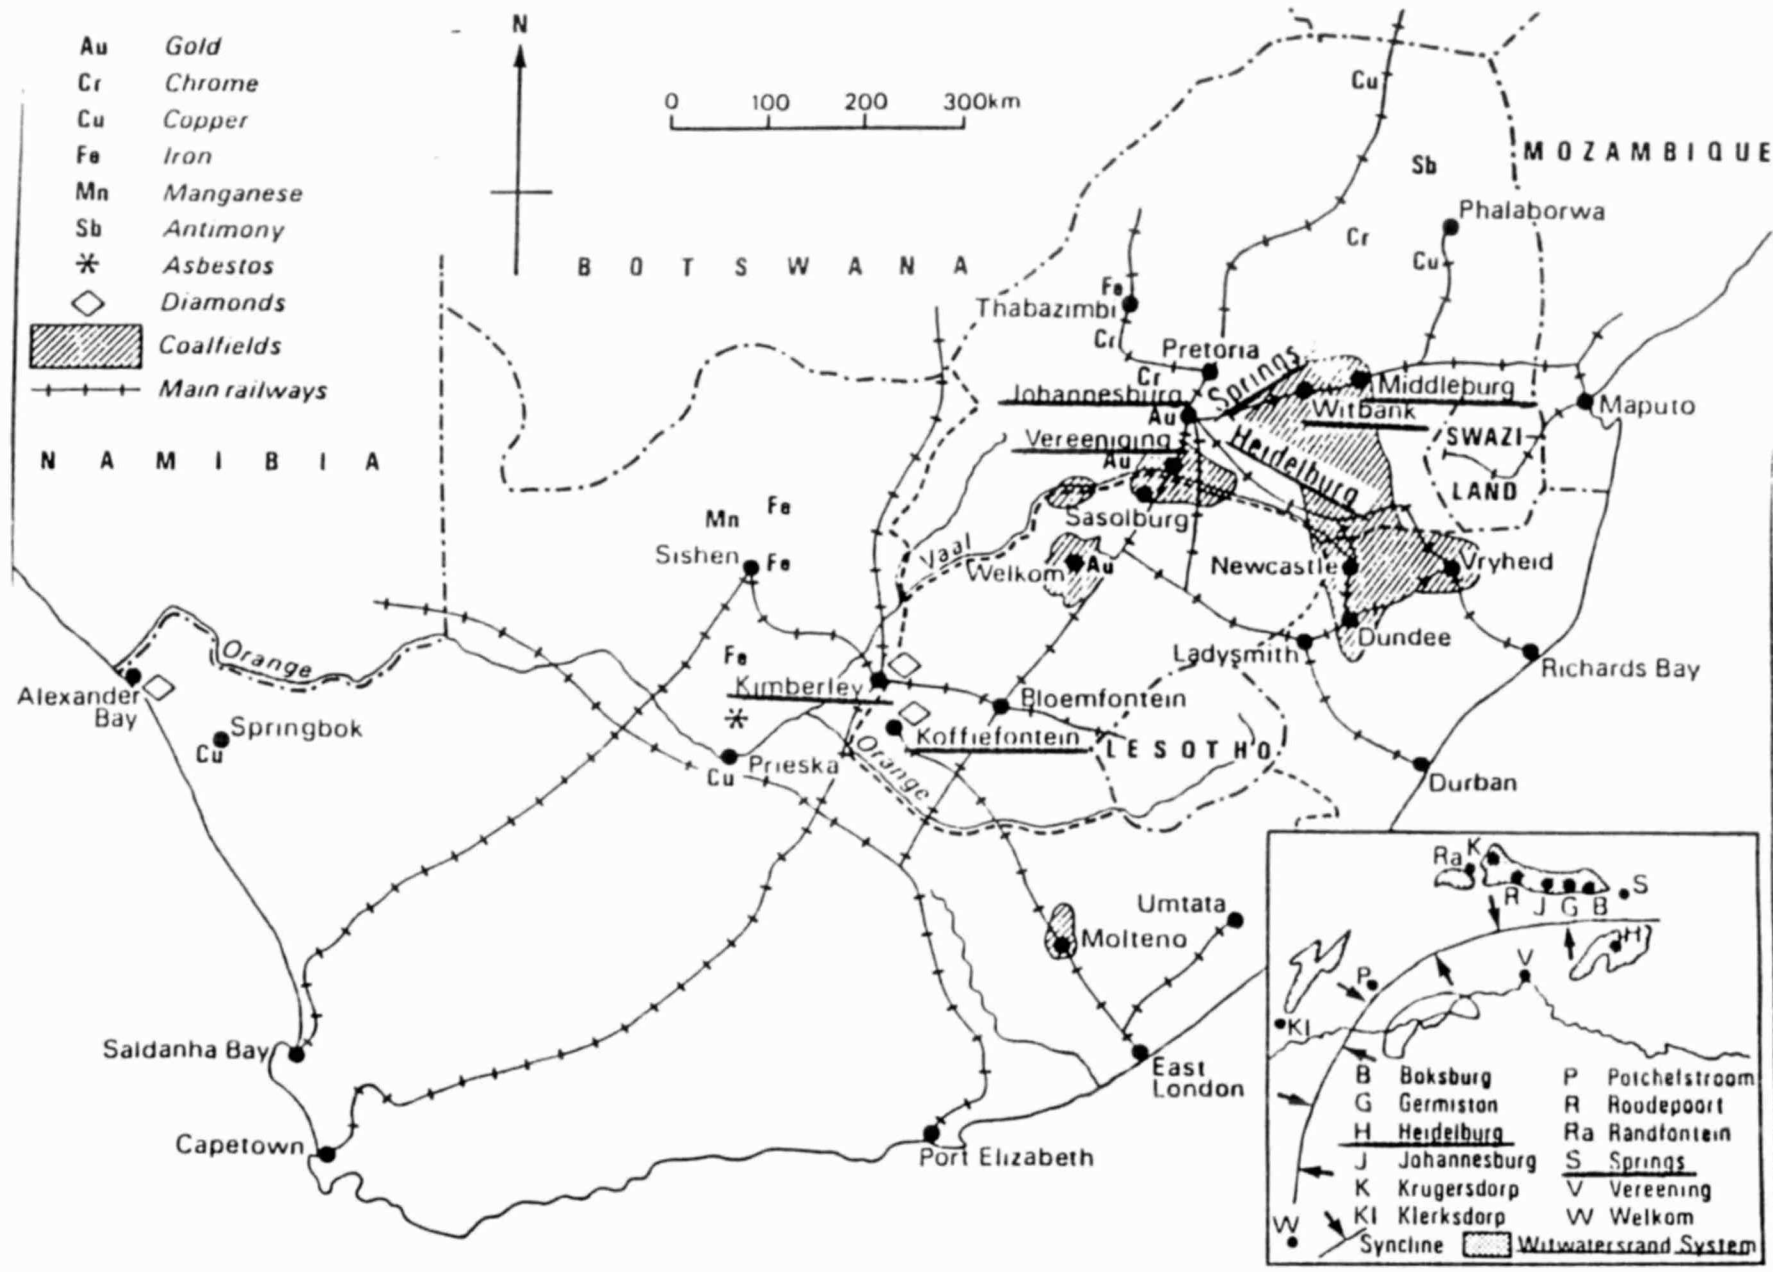 Au Gold
Cr Chrome
Cu Copper
Fe Iron
Mn Manganese
Sb Antimony
Asbestos
Diamonds
Coalfields
Main railways
N
0 100 200 300km
BOTSWANA
NAMIBIA
MOZAMBIQUE
Cu
Sb
Phalaborwa
Cr
Cu
Fe
Thabazimbi
Cr
Pretoria
Cr
Springs
Johannesburg
Au
Middleburg
Witbank
Maputo
Vereeniging
Au
Heidelburg
SWAZI
LAND
Sasolburg
Mn
Fe
Sishen
Fe
Vaal
Welkom
Au
Newcastle
Vryheid
Dundee
Ladysmith
Richards Bay
Orange
Alexander
Bay
Springbok
Cu
Fe
Kimberley
Bloemfontein
Koffiefontein
LESOTHO
Orange
Prieska
Cu
Durban
Umtata
Molteno
Saldanha Bay
East
London
Capetown
Port Elizabeth
Ra
K
R
J
G
B
S
H
V
P
Kl
W
B Boksburg
G Germiston
H Heidelburg
J Johannesburg
K Krugersdorp
Kl Klerksdorp
P Potchefstroom
R Roodepoort
Ra Randfontein
S Springs
V Vereening
W Welkom
Syncline
Witwatersrand System